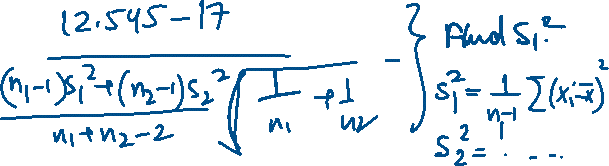 12.545-17
(n₁-1)s₁²+(n₂-1)s₂²
n₁+n₂-2
√ 1/n₁ + 1/n₂
- } find s₁²
s₁² = 1/(n₁-1) Σ(xᵢ-x̄)²
s₂² = . - - ..